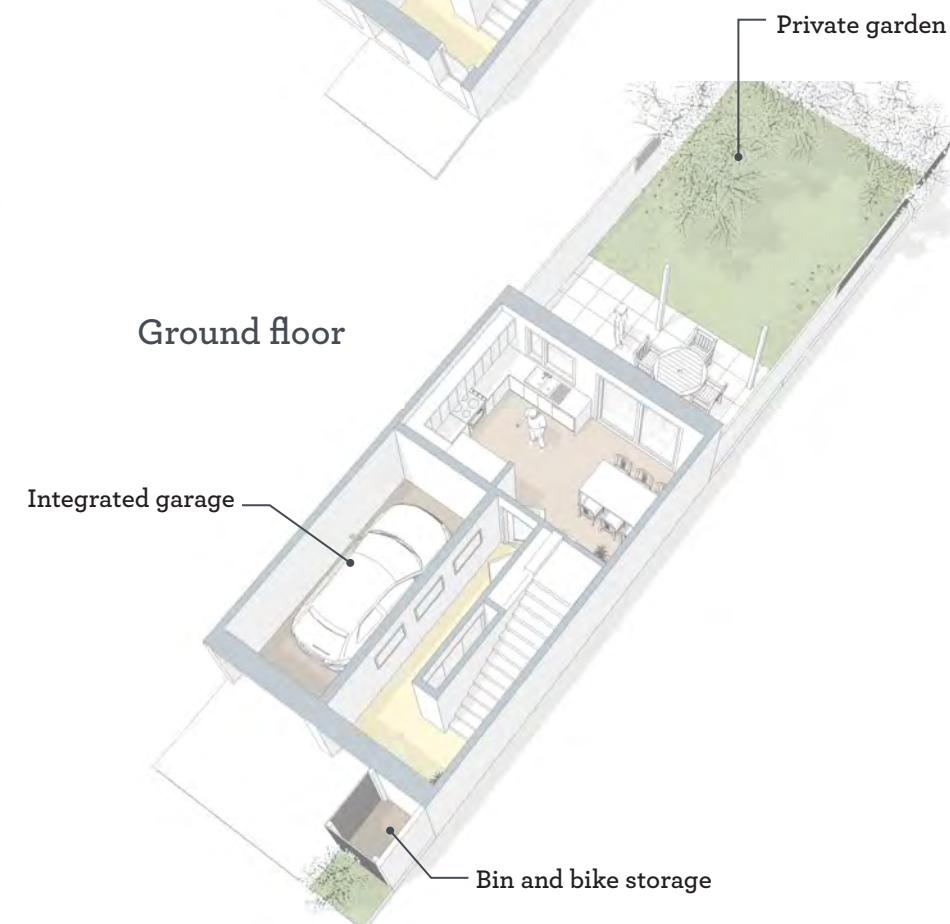 Private garden
Ground floor
Integrated garage
Bin and bike storage